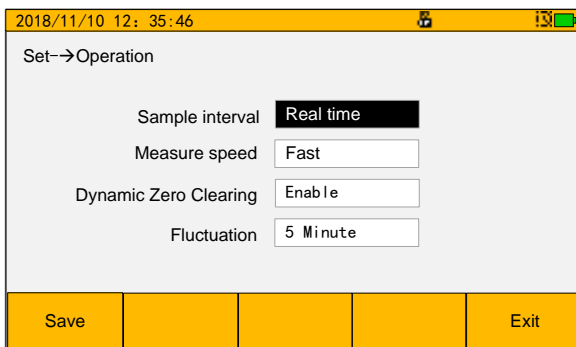 2018/11/10 12：35:46
Set-→Operation
Sample interval Real time
Measure speed Fast
Dynamic Zero Clearing Enable
Fluctuation 5 Minute
Save Exit